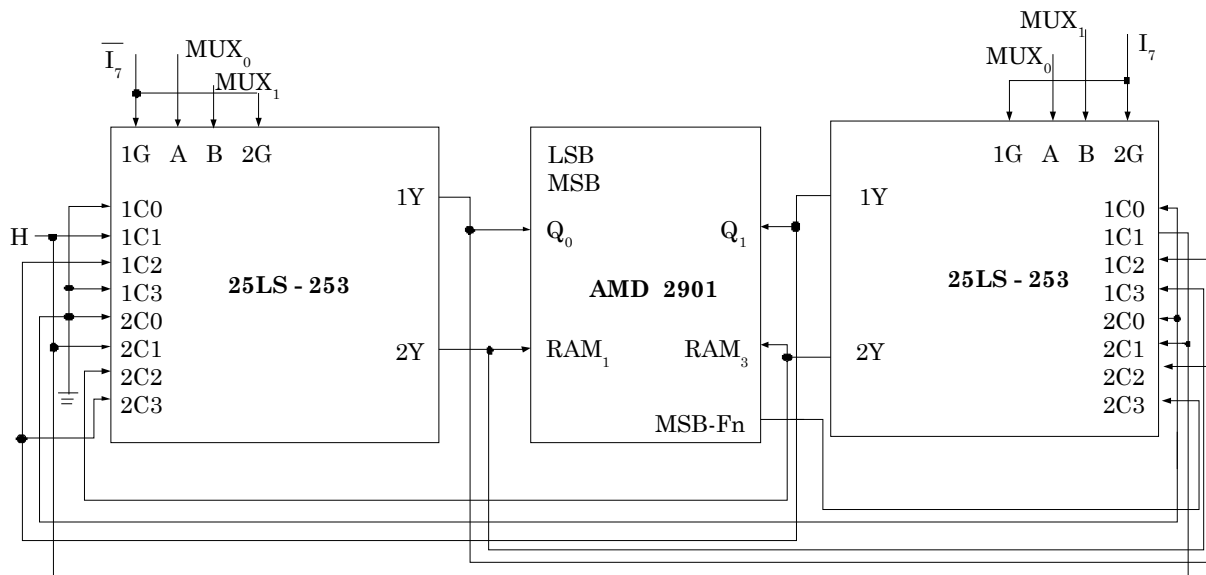 I̅₇ MUX₀
MUX₁
1G A B 2G
H
1C0
1C1
1C2
1C3
2C0
2C1
2C2
2C3
25LS - 253
1Y
2Y
LSB
MSB
Q₀ Q₁
AMD 2901
RAM₁ RAM₃
MSB-Fn
MUX₁ I₇
MUX₀
1G A B 2G
1Y
2Y
25LS - 253
1C0
1C1
1C2
1C3
2C0
2C1
2C2
2C3